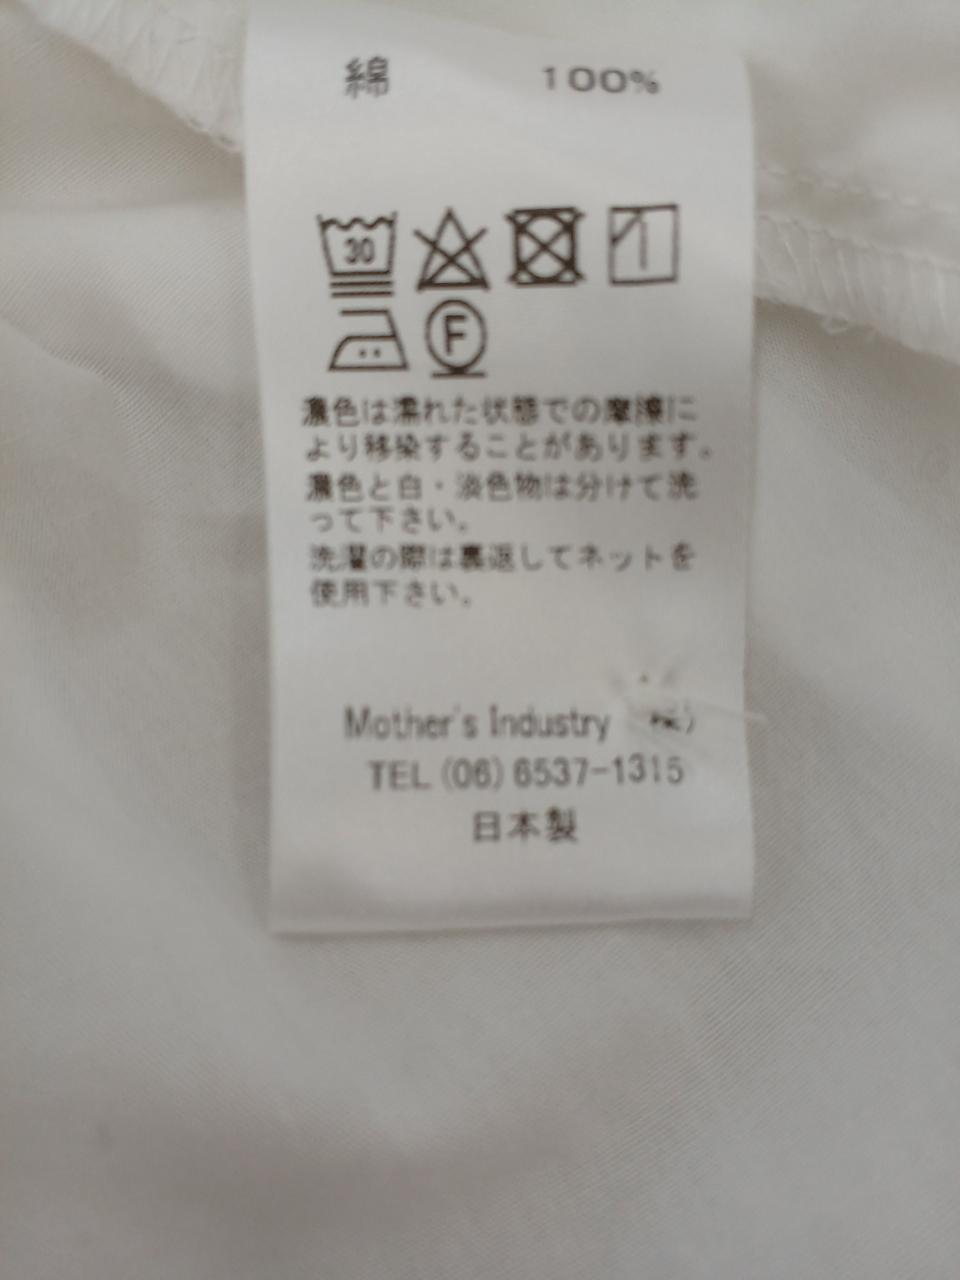 綿 100%
30
F
濃色は濡れた状態での摩擦に
より移染することがあります。
濃色と白・淡色物は分けて洗
って下さい。
洗濯の際は裏返してネットを
使用下さい。
Mother's Industry (株)
TEL (06) 6537-1315
日本製